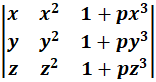 |x x² 1 + px³|
|y y² 1 + py³|
|z z² 1 + pz³|